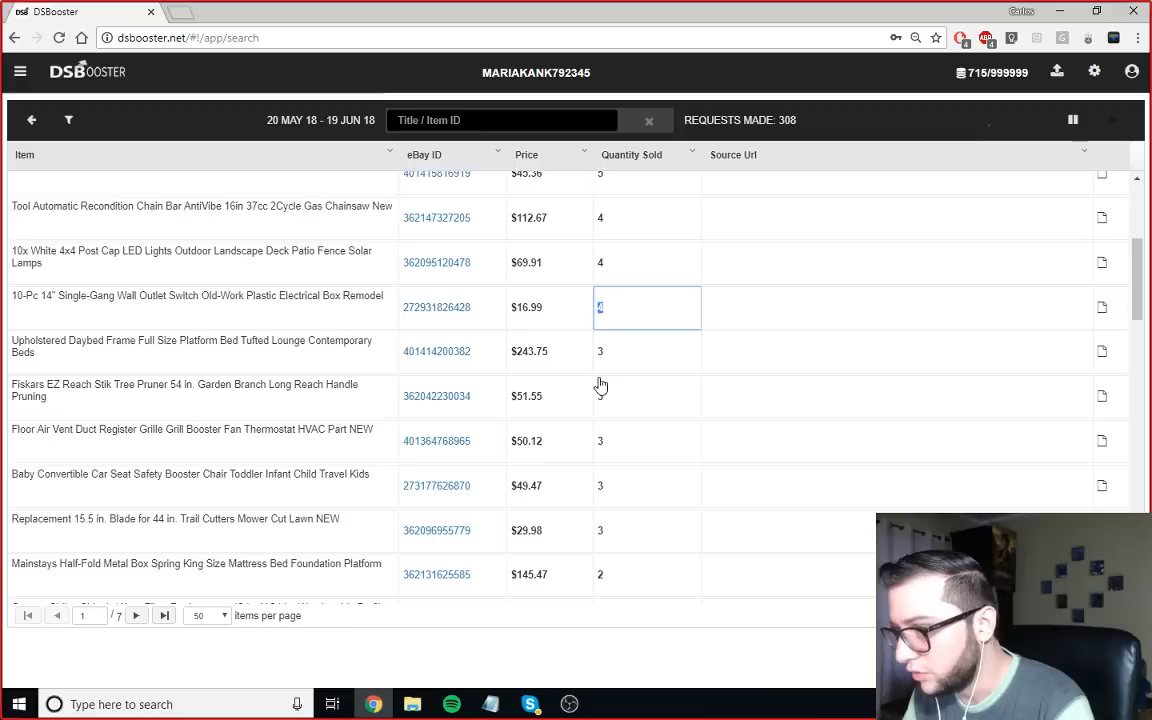 DSBooster
Carlos
dsbooster.net/#!/app/search
DSBOOSTER
MARIAKANK792345
715/999999
20 MAY 18 - 19 JUN 18
Title / Item ID
REQUESTS MADE: 308
Item
eBay ID
Price
Quantity Sold
Source Url
401415816919
$45.36
5
Tool Automatic Recondition Chain Bar AntiVibe 16in 37cc 2Cycle Gas Chainsaw New
362147327205
$112.67
4
10x White 4x4 Post Cap LED Lights Outdoor Landscape Deck Patio Fence Solar
Lamps
362095120478
$69.91
4
10-Pc 14" Single-Gang Wall Outlet Switch Old-Work Plastic Electrical Box Remodel
272931826428
$16.99
4
Upholstered Daybed Frame Full Size Platform Bed Tufted Lounge Contemporary
Beds
401414200382
$243.75
3
Fiskars EZ Reach Stik Tree Pruner 54 in. Garden Branch Long Reach Handle
Pruning
362042230034
$51.55
Floor Air Vent Duct Register Grille Grill Booster Fan Thermostat HVAC Part NEW
401364768965
$50.12
3
Baby Convertible Car Seat Safety Booster Chair Toddler Infant Child Travel Kids
273177626870
$49.47
3
Replacement 15.5 in. Blade for 44 in. Trail Cutters Mower Cut Lawn NEW
362096955779
$29.98
3
Mainstays Half-Fold Metal Box Spring King Size Mattress Bed Foundation Platform
362131625585
$145.47
2
1
/ 7
50
items per page
Type here to search